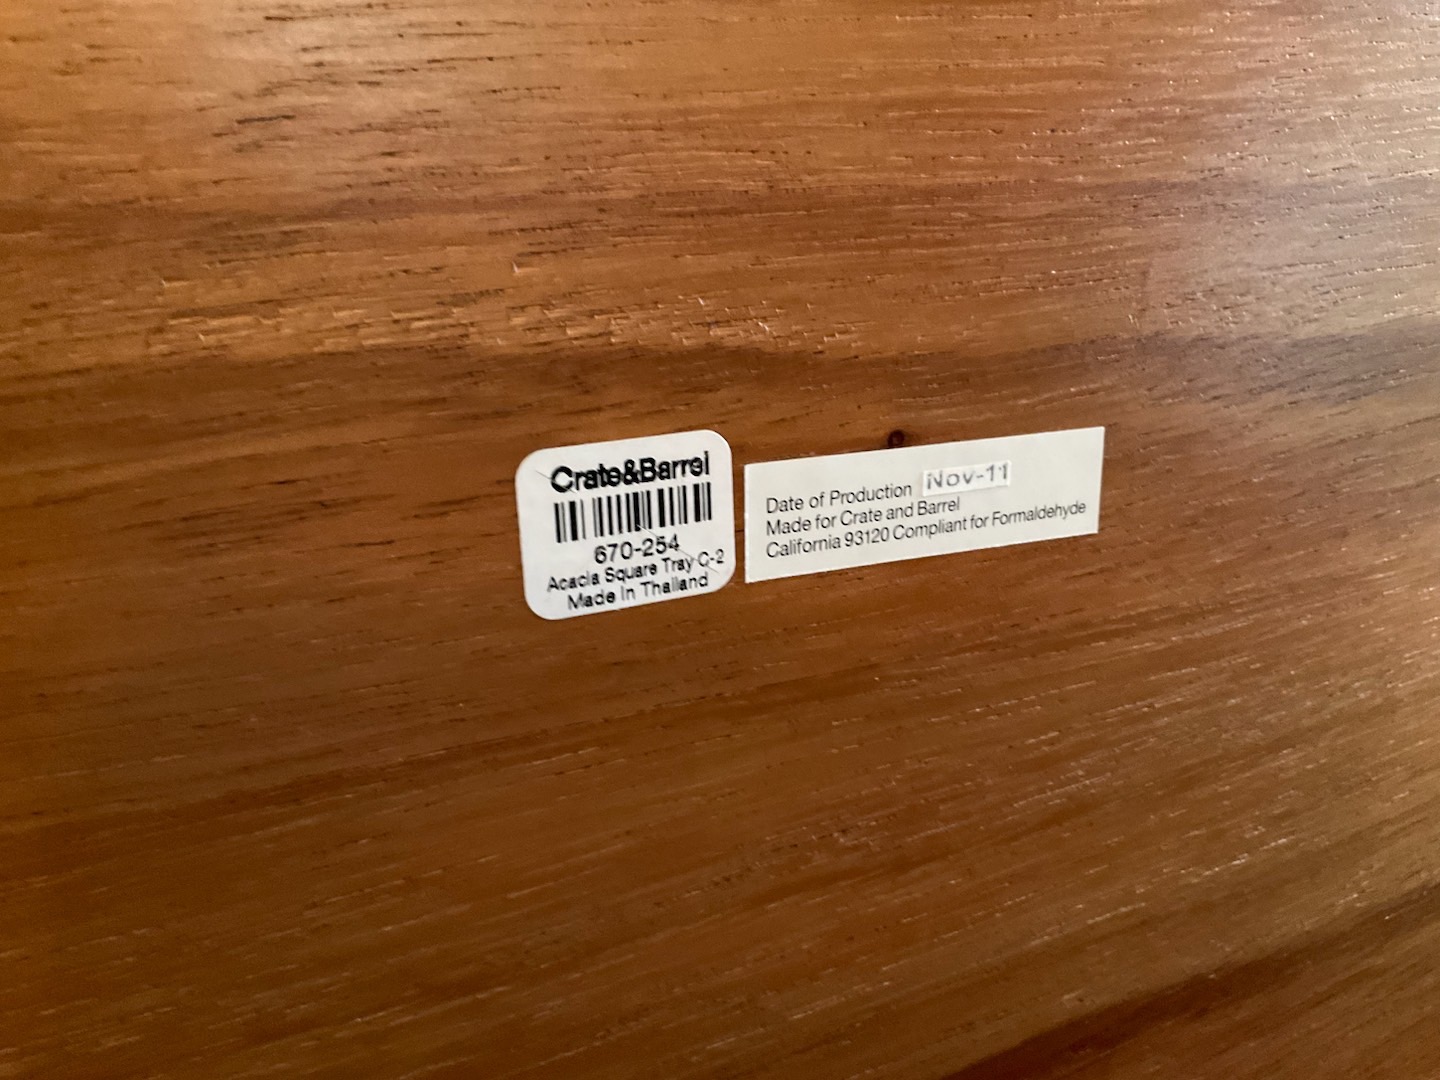 Crate&Barrel
670-254
Acacia Square Tray C-2
Made In Thailand
Date of Production Nov-11
Made for Crate and Barrel
California 93120 Compliant for Formaldehyde